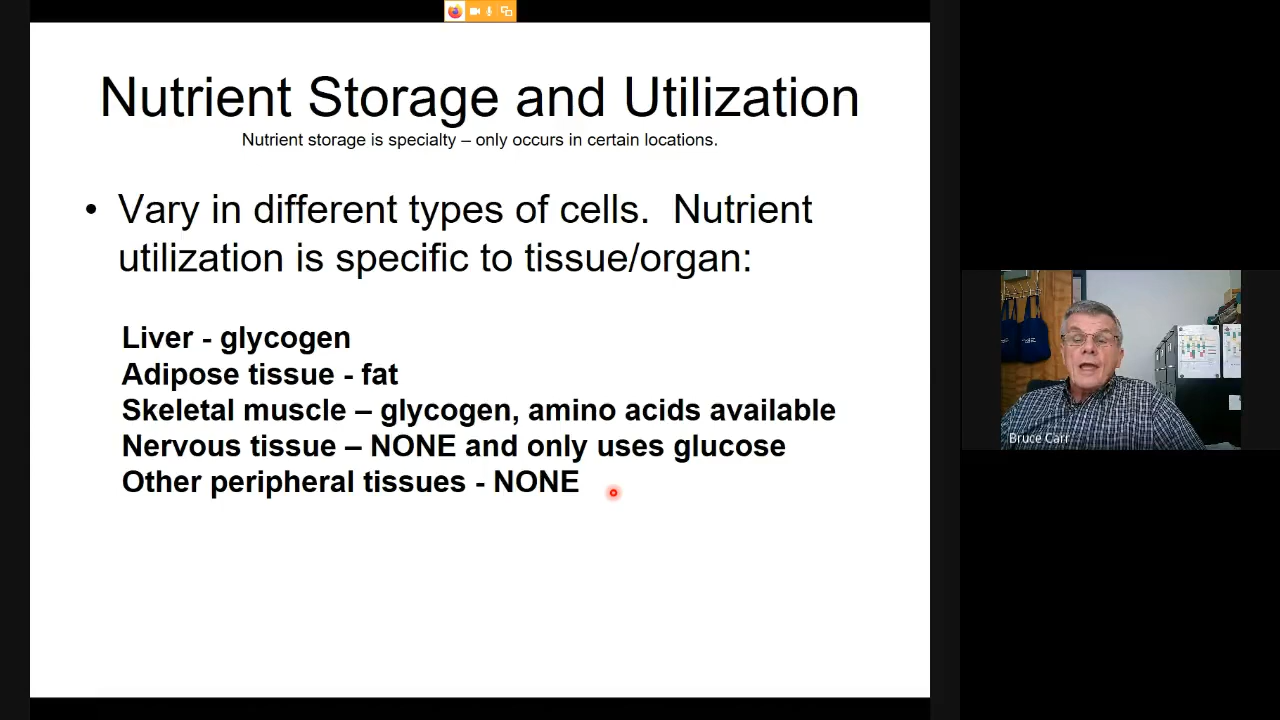 Nutrient Storage and Utilization
Nutrient storage is specialty – only occurs in certain locations.
• Vary in different types of cells.  Nutrient
utilization is specific to tissue/organ:
Liver - glycogen
Adipose tissue - fat
Skeletal muscle – glycogen, amino acids available
Nervous tissue – NONE and only uses glucose
Other peripheral tissues - NONE
Bruce Carr